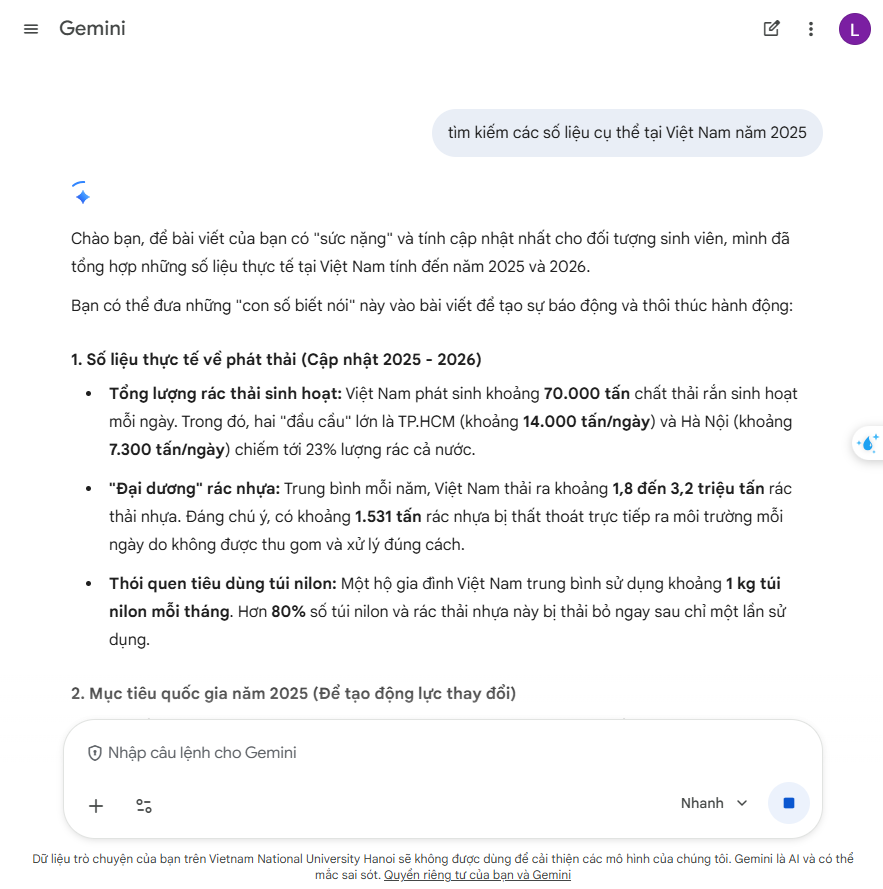 Gemini
L
tìm kiếm các số liệu cụ thể tại Việt Nam năm 2025
Chào bạn, để bài viết của bạn có "sức nặng" và tính cập nhật nhất cho đối tượng sinh viên, mình đã
tổng hợp những số liệu thực tế tại Việt Nam tính đến năm 2025 và 2026.
Bạn có thể đưa những "con số biết nói" này vào bài viết để tạo sự báo động và thôi thúc hành động:
1. Số liệu thực tế về phát thải (Cập nhật 2025 - 2026)
• Tổng lượng rác thải sinh hoạt: Việt Nam phát sinh khoảng 70.000 tấn chất thải rắn sinh hoạt
mỗi ngày. Trong đó, hai "đầu cầu" lớn là TP.HCM (khoảng 14.000 tấn/ngày) và Hà Nội (khoảng
7.300 tấn/ngày) chiếm tới 23% lượng rác cả nước.
• "Đại dương" rác nhựa: Trung bình mỗi năm, Việt Nam thải ra khoảng 1,8 đến 3,2 triệu tấn rác
thải nhựa. Đáng chú ý, có khoảng 1.531 tấn rác nhựa bị thất thoát trực tiếp ra môi trường mỗi
ngày do không được thu gom và xử lý đúng cách.
• Thói quen tiêu dùng túi nilon: Một hộ gia đình Việt Nam trung bình sử dụng khoảng 1 kg túi
nilon mỗi tháng. Hơn 80% số túi nilon và rác thải nhựa này bị thải bỏ ngay sau chỉ một lần sử
dụng.
2. Mục tiêu quốc gia năm 2025 (Để tạo động lực thay đổi)
Nhập câu lệnh cho Gemini
Nhanh
Dữ liệu trò chuyện của bạn trên Vietnam National University Hanoi sẽ không được dùng để cải thiện các mô hình của chúng tôi. Gemini là AI và có thể
mắc sai sót. Quyền riêng tư của bạn và Gemini